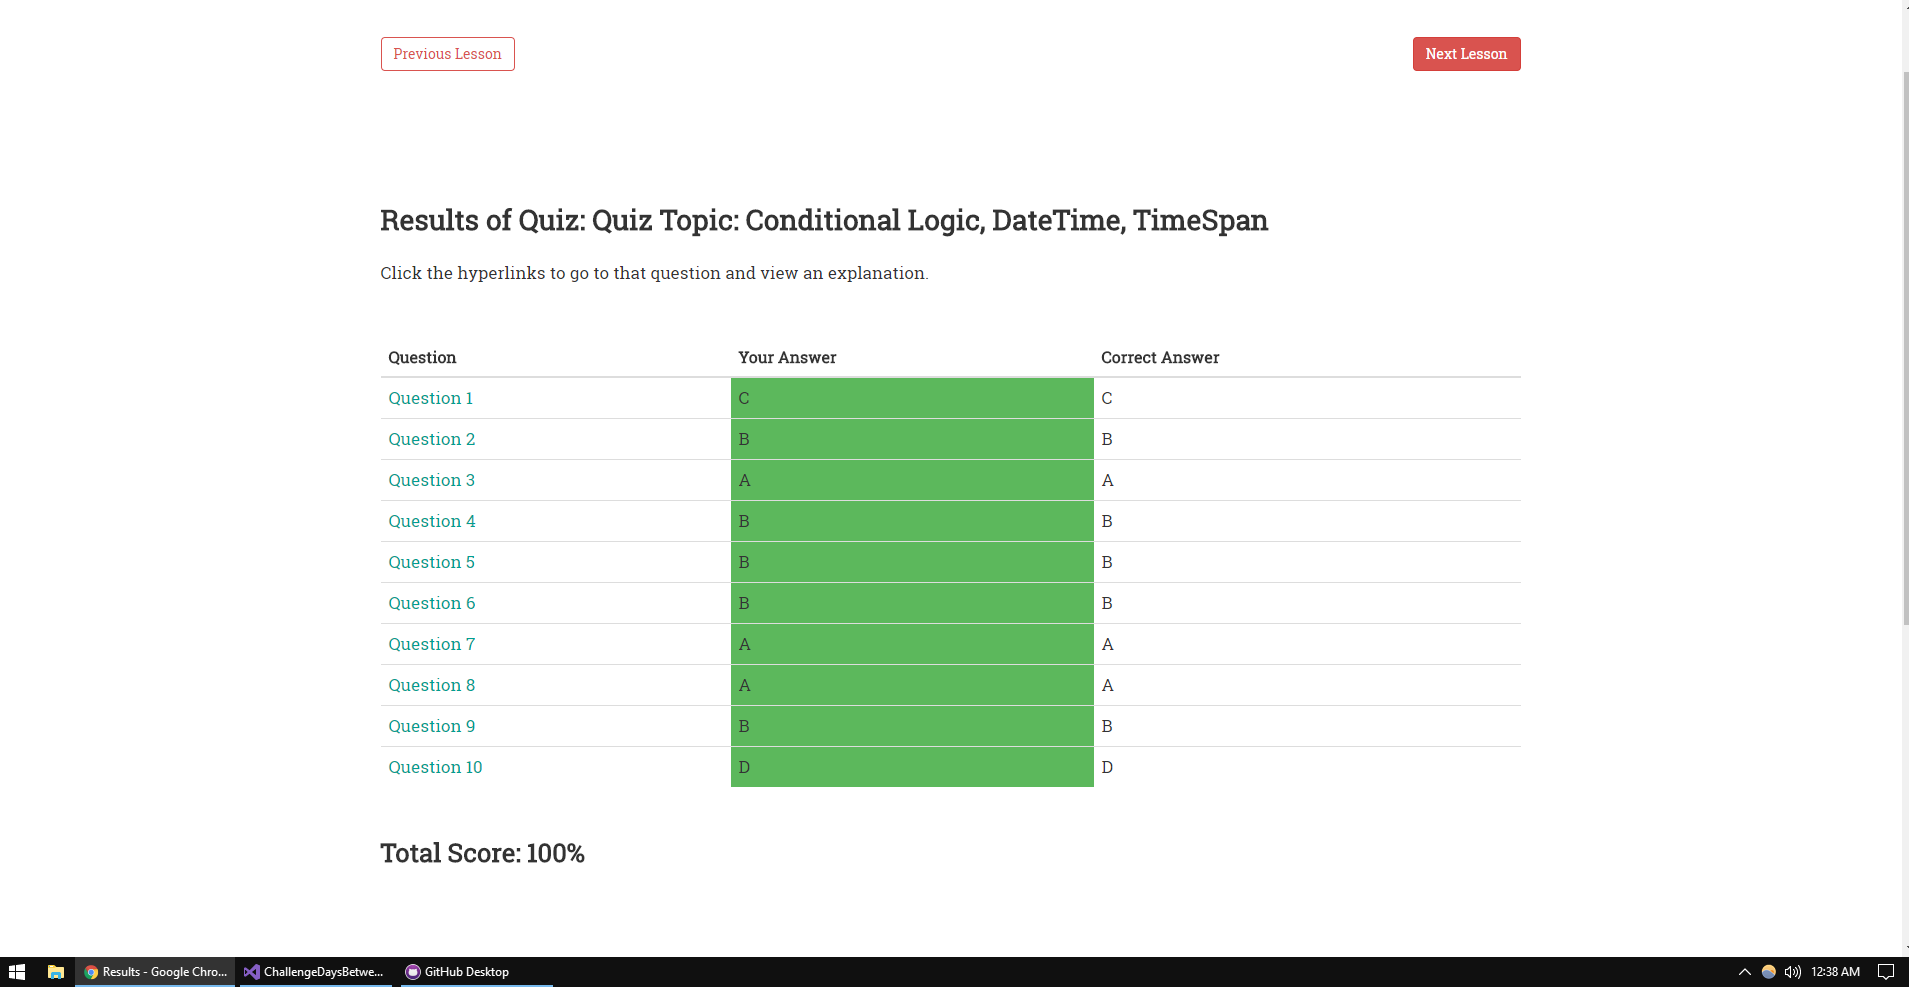 Previous Lesson Next Lesson
Results of Quiz: Quiz Topic: Conditional Logic, DateTime, TimeSpan
Click the hyperlinks to go to that question and view an explanation.
Question Your Answer Correct Answer
Question 1 C C
Question 2 B B
Question 3 A A
Question 4 B B
Question 5 B B
Question 6 B B
Question 7 A A
Question 8 A A
Question 9 B B
Question 10 D D
Total Score: 100%
Results - Google Chro... ChallengeDaysBetwe... GitHub Desktop 12:38 AM